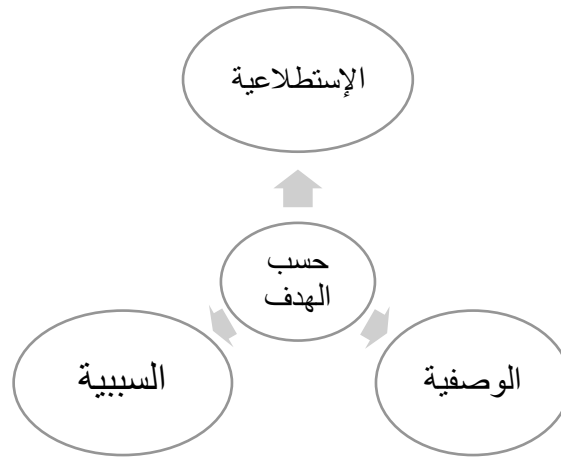 الإستطلاعية
حسب
الهدف
الوصفية
السببية